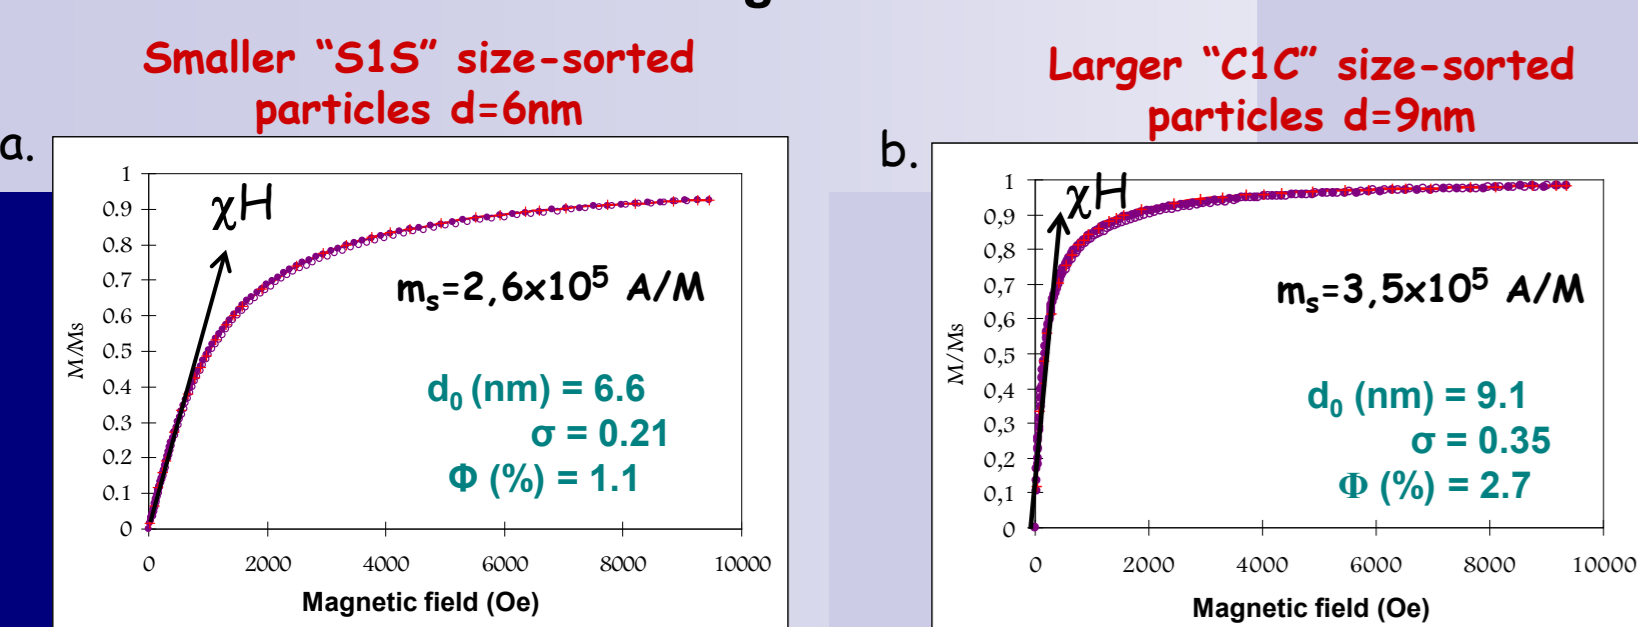 Smaller “S1S” size-sorted
particles d=6nm
a.
1
0.9
0.8
0.7
0.6
0.5
0.4
0.3
0.2
0.1
0
M/Ms
χH
mₛ=2,6x10⁵ A/M
d₀ (nm) = 6.6
σ = 0.21
Φ (%) = 1.1
0 2000 4000 6000 8000 10000
Magnetic field (Oe)
Larger “C1C” size-sorted
particles d=9nm
b.
1
0,9
0,8
0,7
0,6
0,5
0,4
0,3
0,2
0,1
0
M/Ms
χH
mₛ=3,5x10⁵ A/M
d₀ (nm) = 9.1
σ = 0.35
Φ (%) = 2.7
0 2000 4000 6000 8000 10000
Magnetic field (Oe)